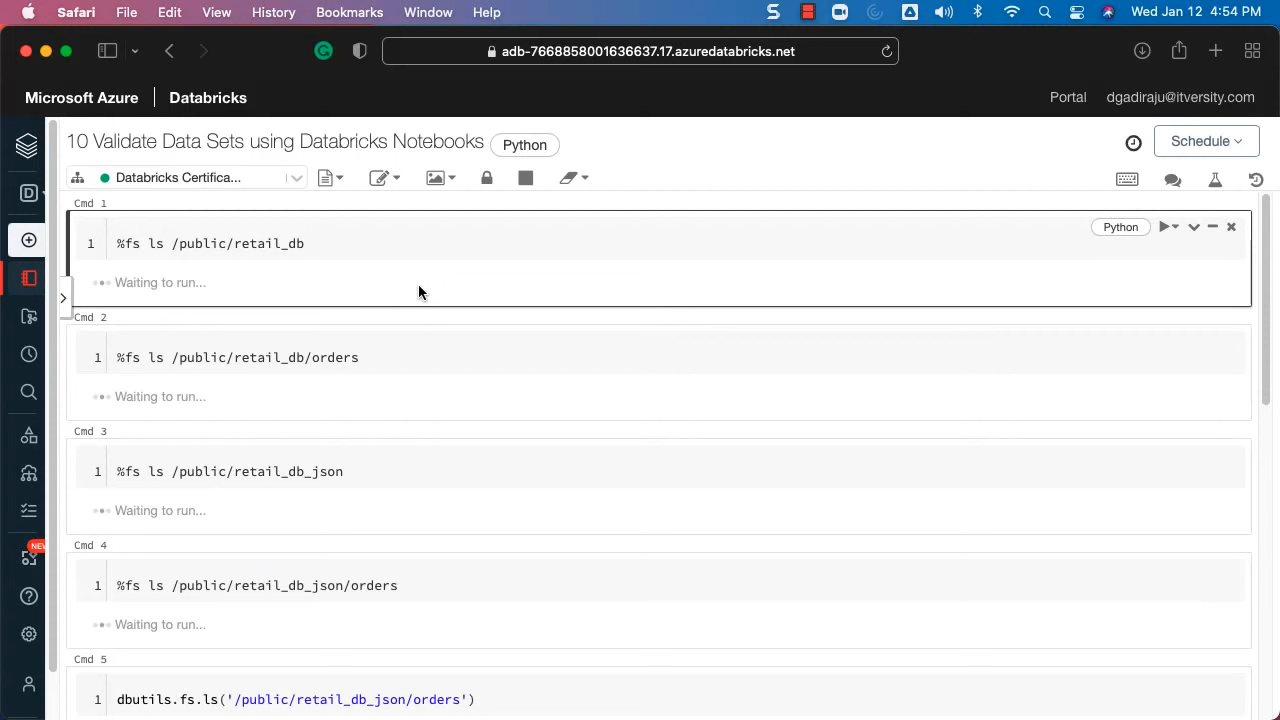 Safari File Edit View History Bookmarks Window Help Wed Jan 12 4:54 PM
adb-7668858001636637.17.azuredatabricks.net
Microsoft Azure Databricks Portal dgadiraju@itversity.com
10 Validate Data Sets using Databricks Notebooks Python Schedule
D Databricks Certifica...
Cmd 1
1 %fs ls /public/retail_db
Python
Waiting to run...
Cmd 2
1 %fs ls /public/retail_db/orders
Waiting to run...
Cmd 3
1 %fs ls /public/retail_db_json
Waiting to run...
Cmd 4
NEW
1 %fs ls /public/retail_db_json/orders
Waiting to run...
Cmd 5
1 dbutils.fs.ls('/public/retail_db_json/orders')